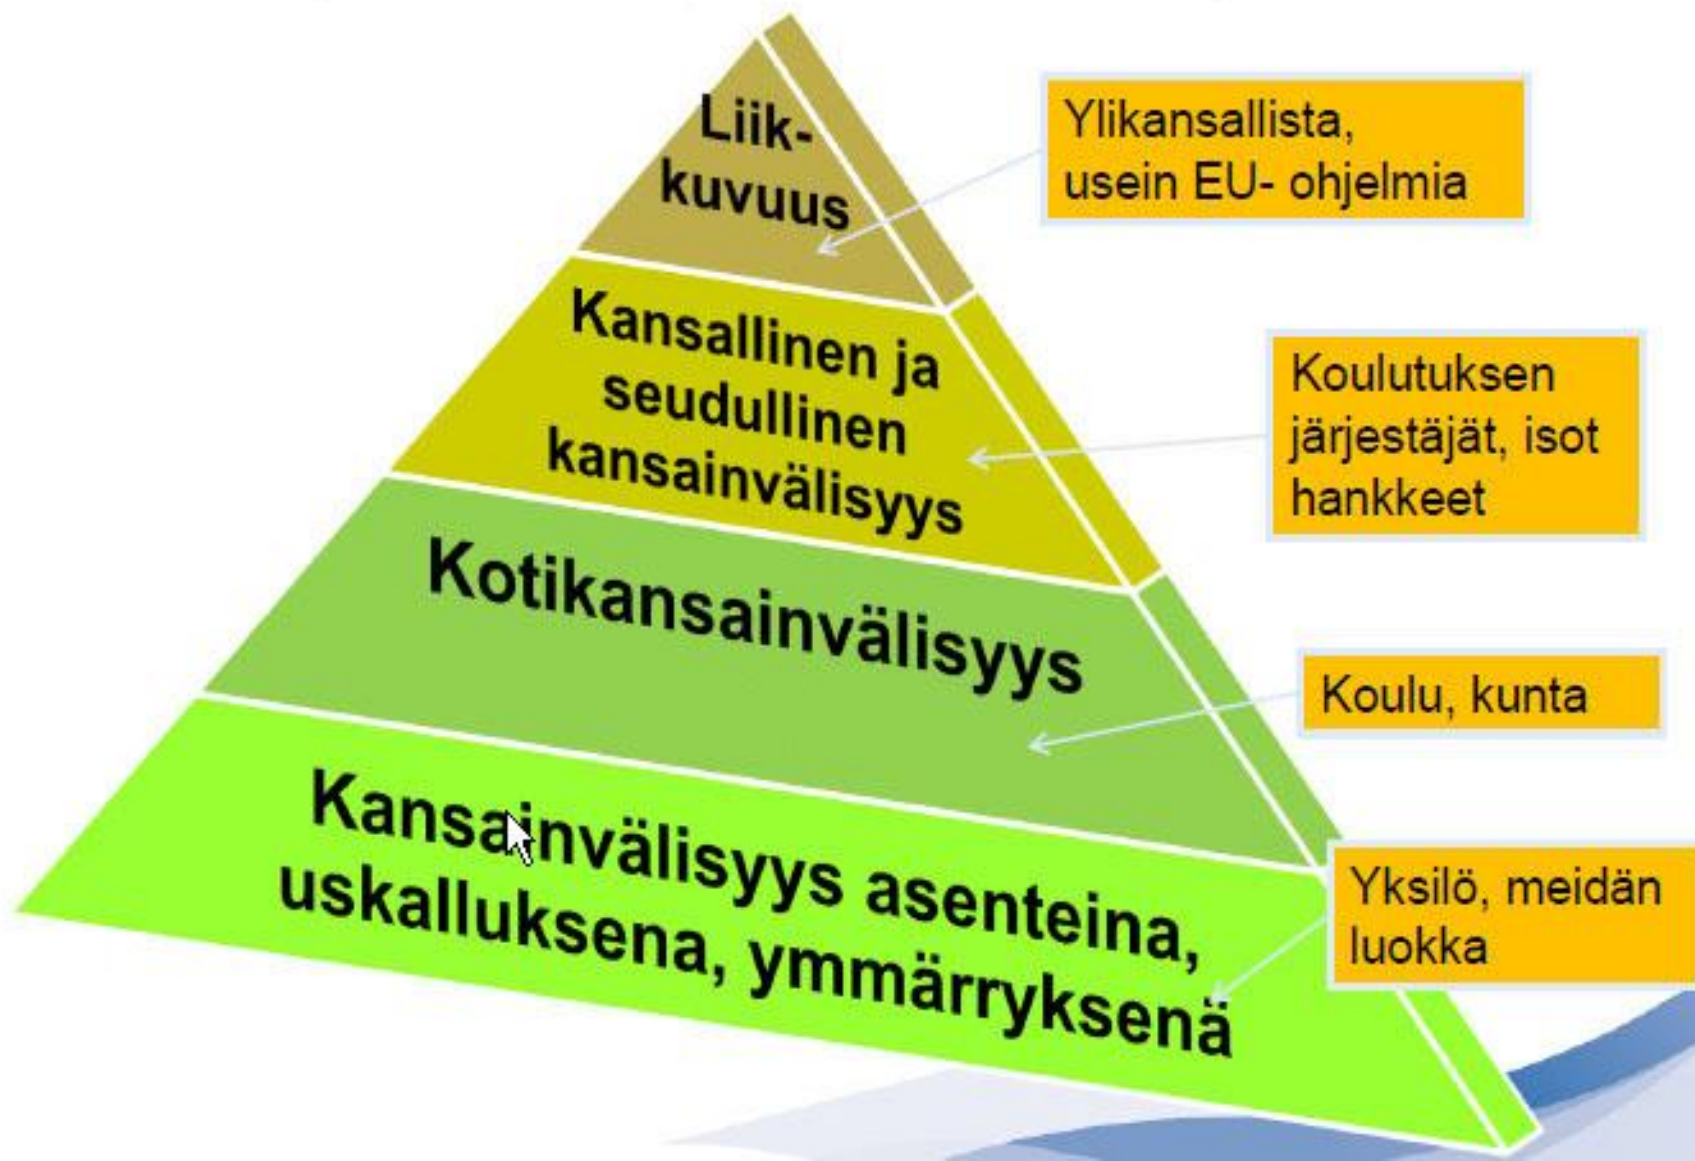 Liik-
kuvuus
Ylikansallista,
usein EU- ohjelmia
Kansallinen ja
seudullinen
kansainvälisyys
Koulutuksen
järjestäjät, isot
hankkeet
Kotikansainvälisyys
Koulu, kunta
Kansainvälisyys asenteina,
uskalluksena, ymmärryksenä
Yksilö, meidän
luokka